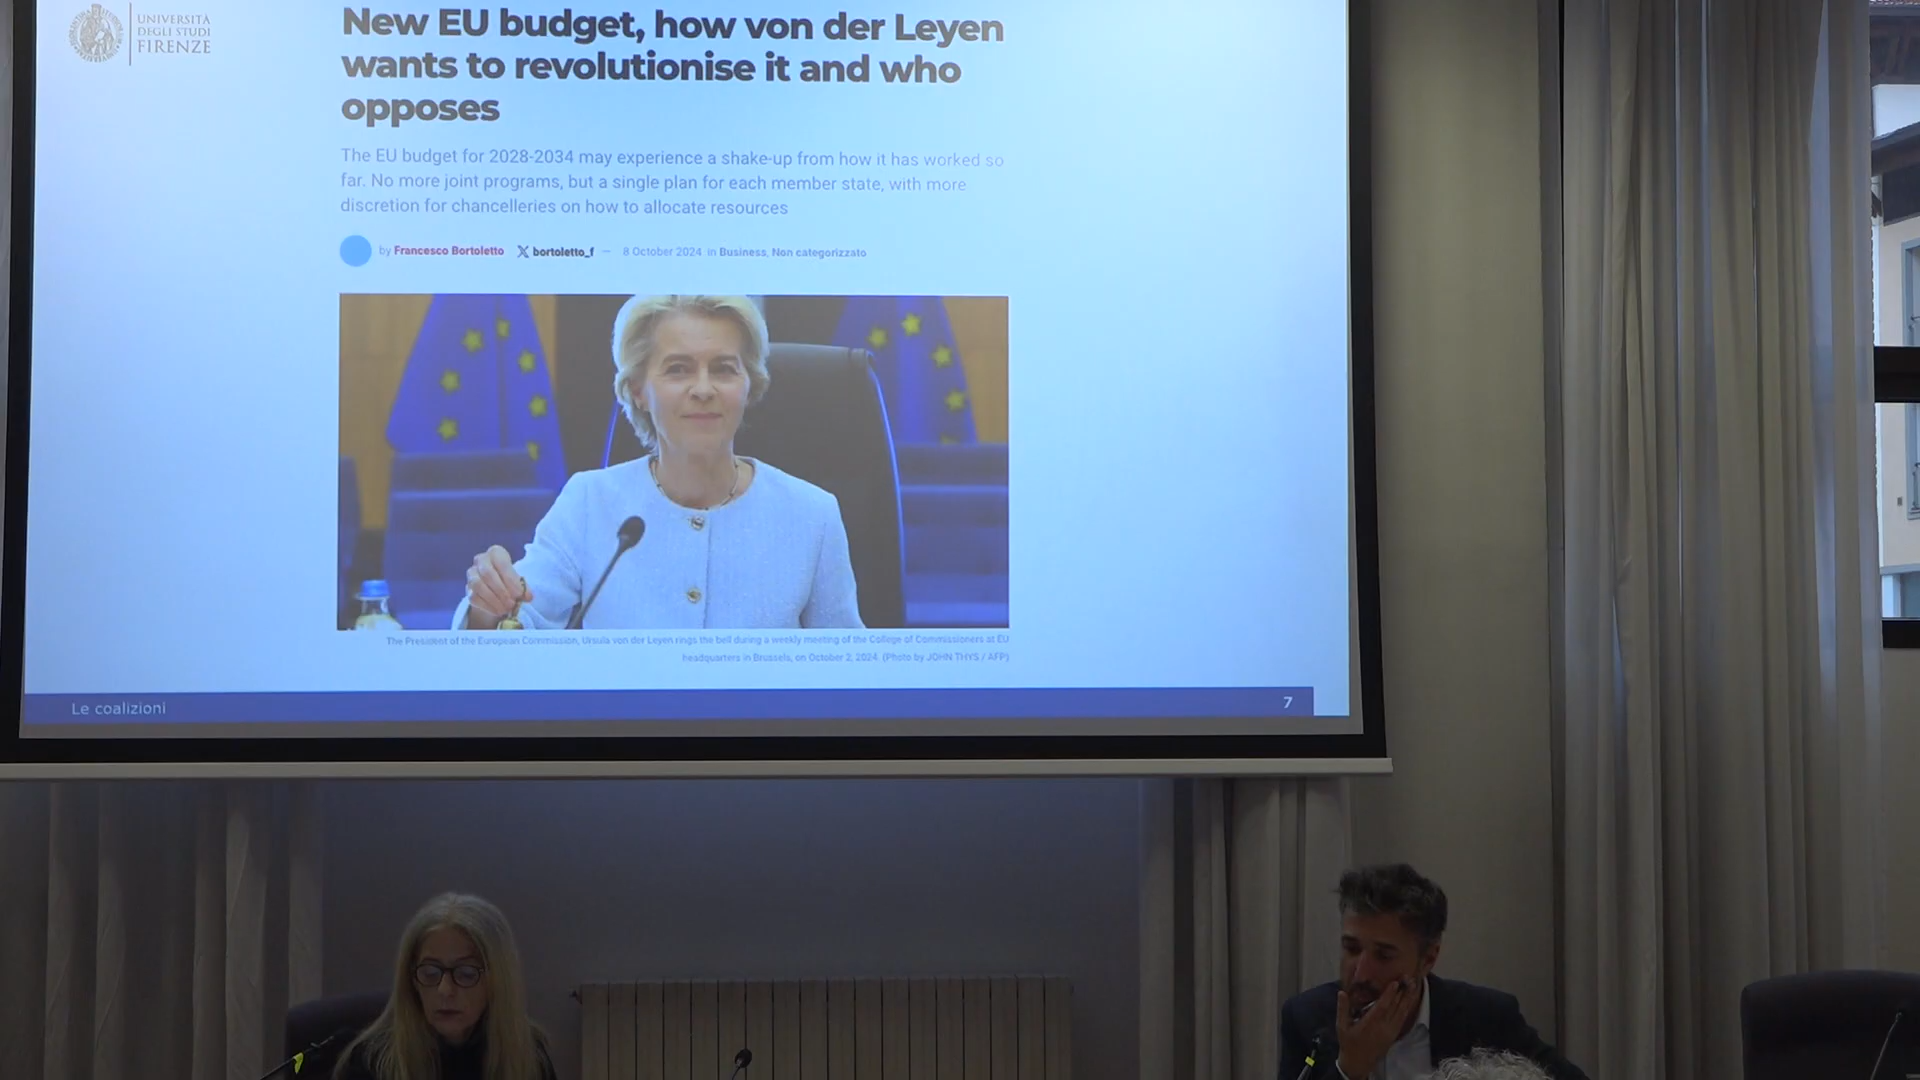 UNIVERSITÀ
DEGLI STUDI
FIRENZE
New EU budget, how von der Leyen
wants to revolutionise it and who
opposes
The EU budget for 2028-2034 may experience a shake-up from how it has worked so
far. No more joint programs, but a single plan for each member state, with more
discretion for chancelleries on how to allocate resources
by Francesco Bortoletto X bortoletto_f — 8 October 2024 in Business, Non categorizzato
The President of the European Commission, Ursula von der Leyen rings the bell during a weekly meeting of the College of Commissioners at EU
headquarters in Brussels, on October 2, 2024. (Photo by JOHN THYS / AFP)
Le coalizioni
7